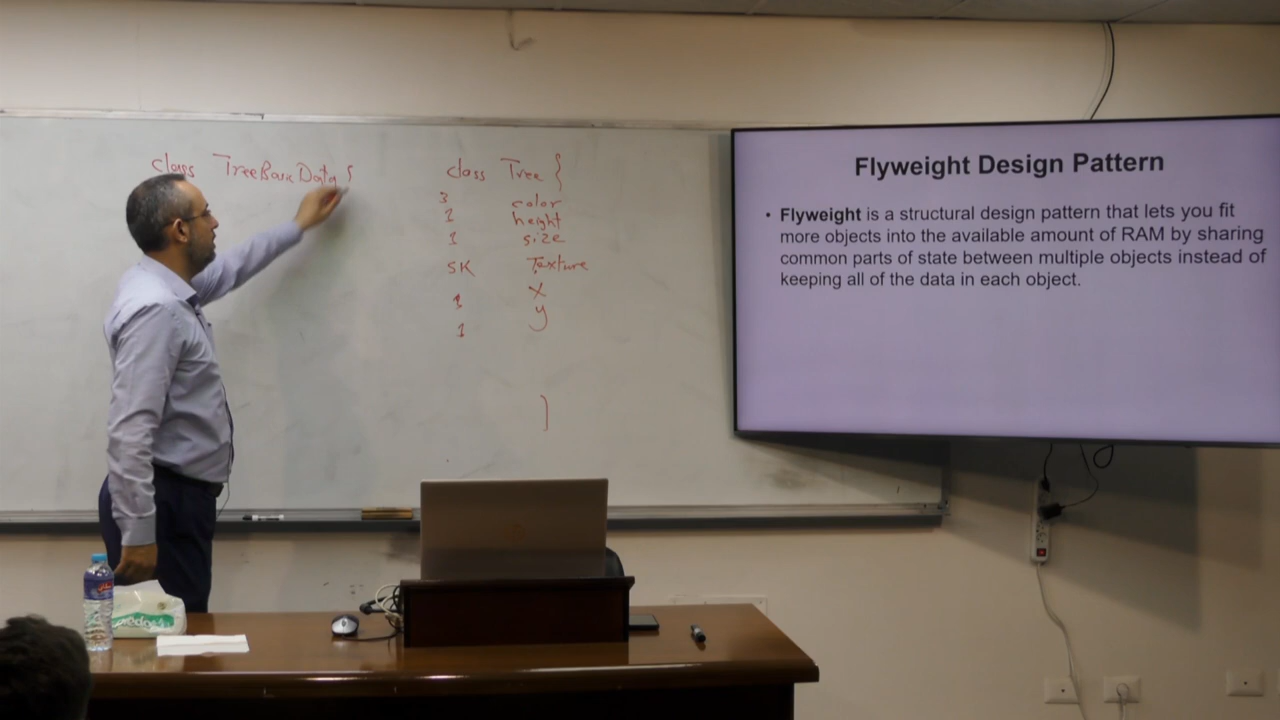 class TreeBasicData {
class Tree {
3 color
2 height
1 size
5K Texture
1 x
1 y
}
Flyweight Design Pattern
• Flyweight is a structural design pattern that lets you fit
more objects into the available amount of RAM by sharing
common parts of state between multiple objects instead of
keeping all of the data in each object.